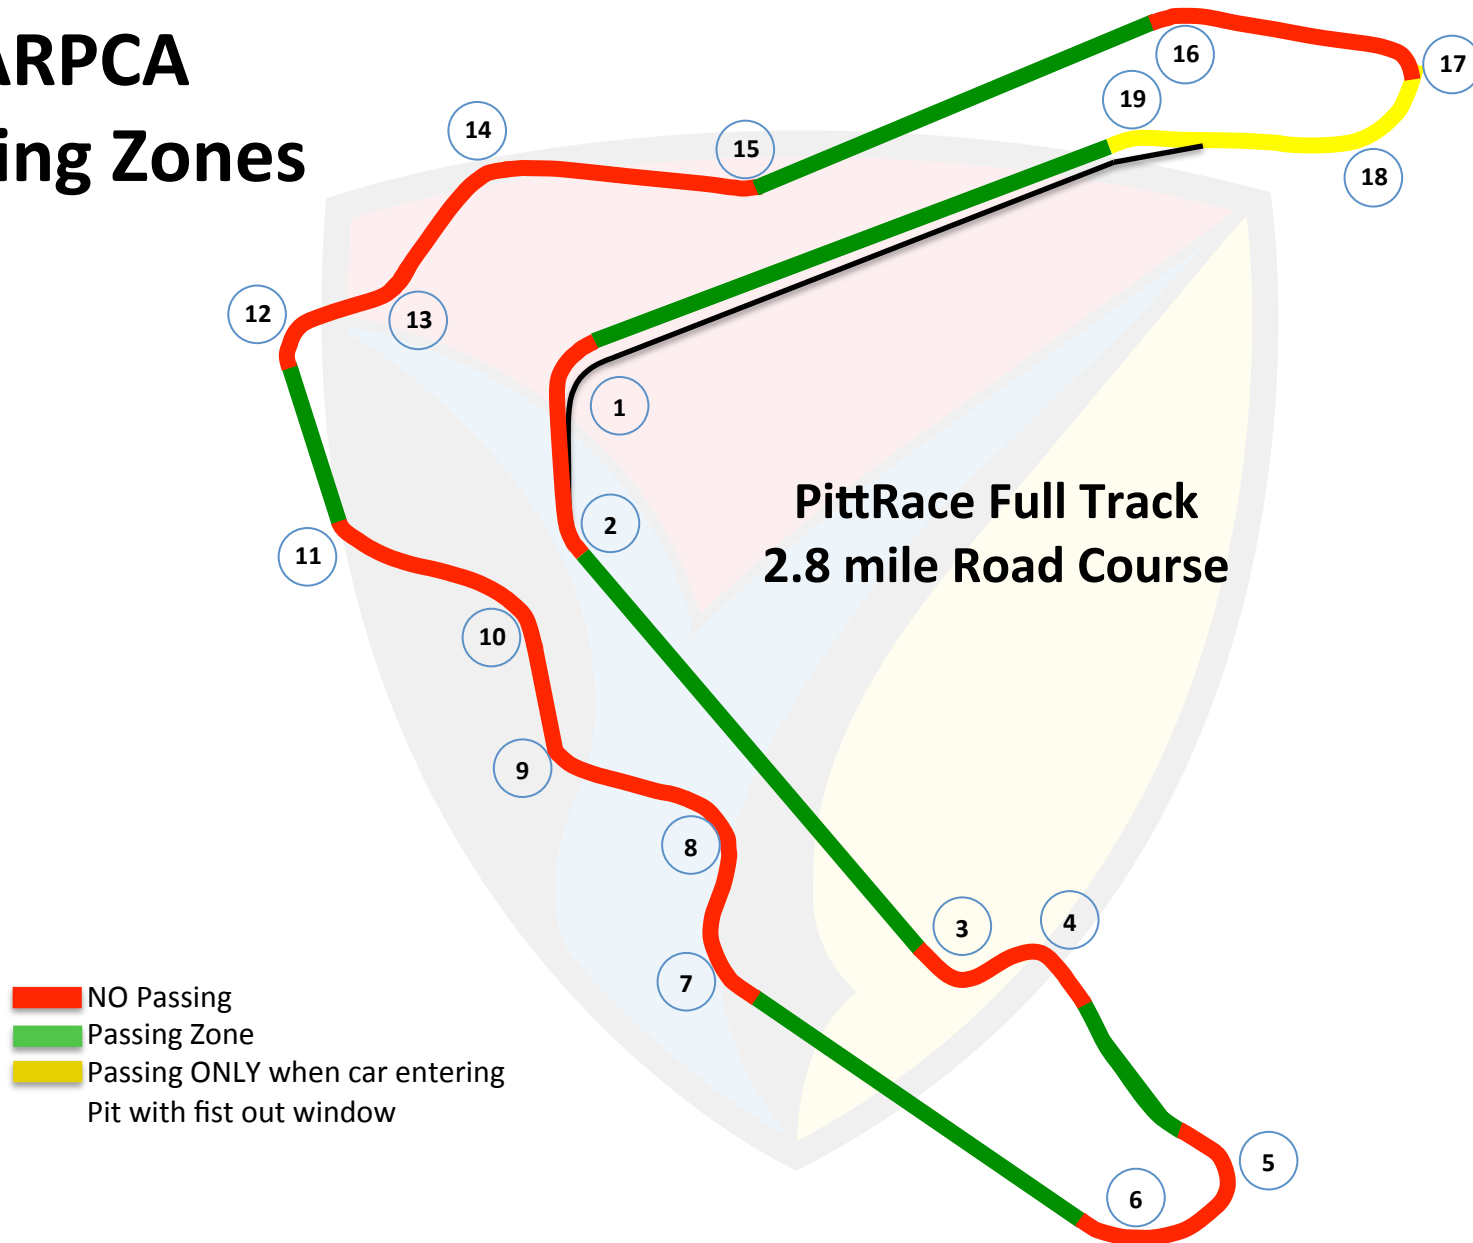 ARPCA
ing Zones
16
17
19
14
15
18
12
13
1
PittRace Full Track
2.8 mile Road Course
2
11
10
9
8
3
4
7
NO Passing
Passing Zone
Passing ONLY when car entering
Pit with fist out window
5
6